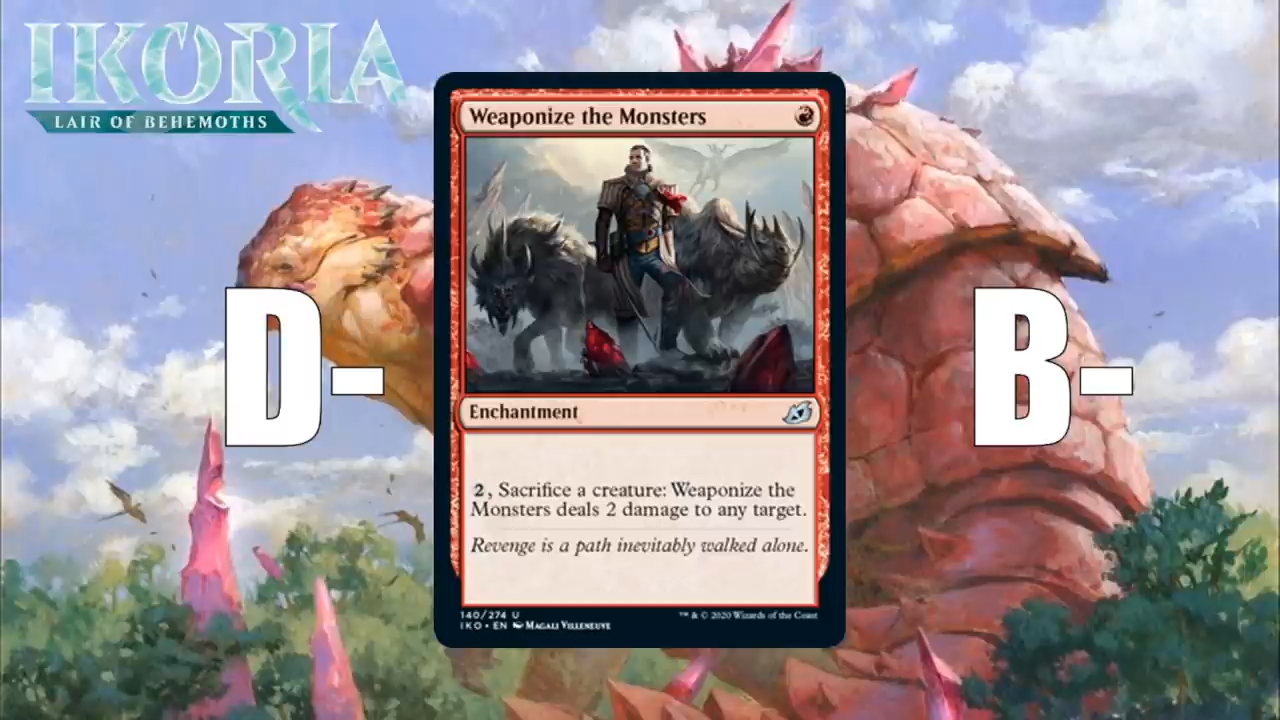 IKORIA
LAIR OF BEHEMOTHS
Weaponize the Monsters
D-
B-
Enchantment
2, Sacrifice a creature: Weaponize the
Monsters deals 2 damage to any target.
Revenge is a path inevitably walked alone.
140/274 U
™ & © 2020 Wizards of the Coast
IKO • EN Magali Villeneuve